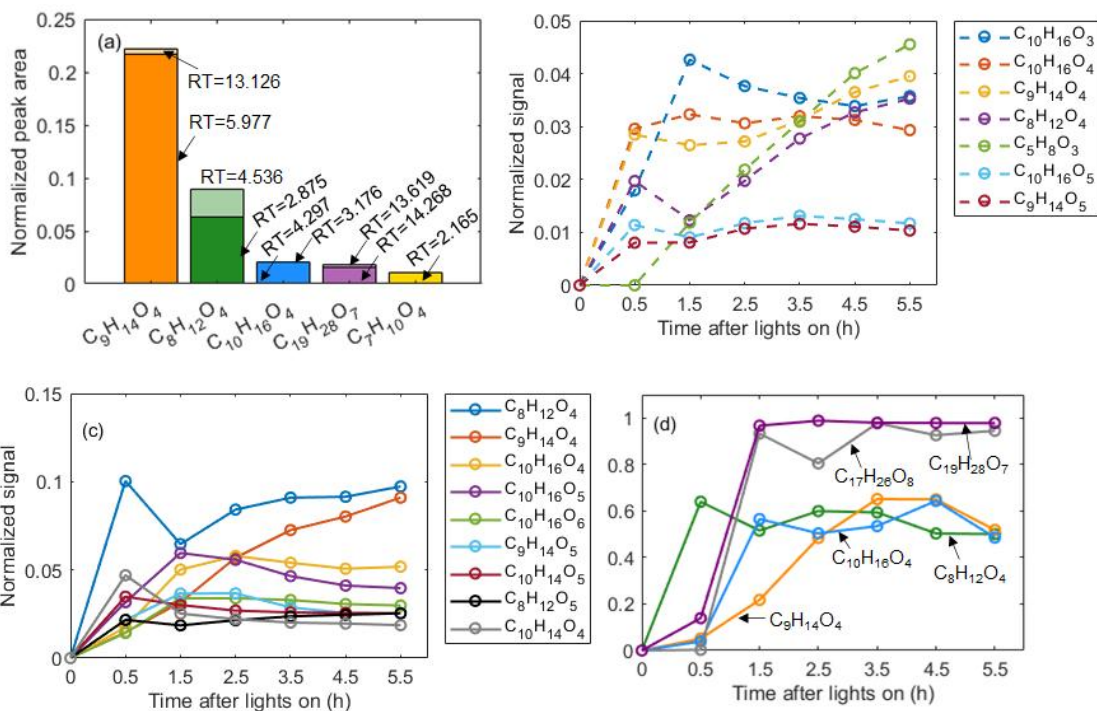 (a)
Normalized peak area
0.25
0.2
0.15
0.1
0.05
0
RT=13.126
RT=5.977
RT=4.536
RT=2.875
RT=4.297
RT=3.176
RT=13.619
RT=14.268
RT=2.165
C9H14O4
C8H12O4
C10H16O4
C19H28O7
C7H10O4
Normalized signal
0.05
0.04
0.03
0.02
0.01
0
0 0.5 1.5 2.5 3.5 4.5 5.5
Time after lights on (h)
C10H16O3
C10H16O4
C9H14O4
C8H12O4
C5H8O3
C10H16O5
C9H14O5
(c)
Normalized signal
0.15
0.1
0.05
0
0 0.5 1.5 2.5 3.5 4.5 5.5
Time after lights on (h)
C8H12O4
C9H14O4
C10H16O4
C10H16O5
C10H16O6
C9H14O5
C10H14O5
C8H12O5
C10H14O4
(d)
1
0.8
0.6
0.4
0.2
0
C19H28O7
C17H26O8
C10H16O4
C8H12O4
C9H14O4
0 0.5 1.5 2.5 3.5 4.5 5.5
Time after lights on (h)